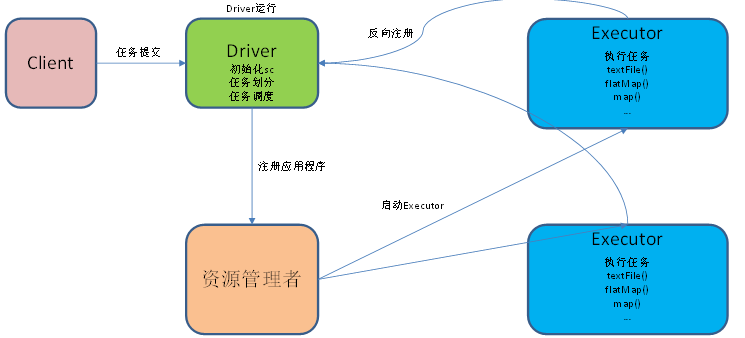 Driver运行
Client
任务提交
Driver
初始化sc
任务划分
任务调度
反向注册
Executor
执行任务
textFile()
flatMap()
map()
...
注册应用程序
启动Executor
资源管理者
Executor
执行任务
textFile()
flatMap()
map()
...